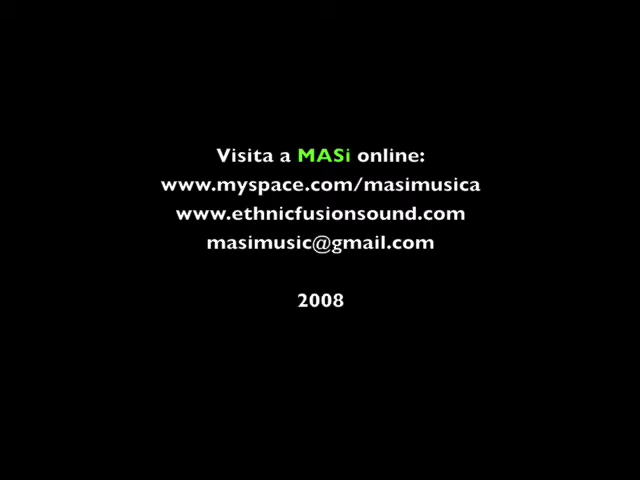 Visita a MASi online:
www.myspace.com/masimusica
www.ethnicfusionsound.com
masimusic@gmail.com
2008